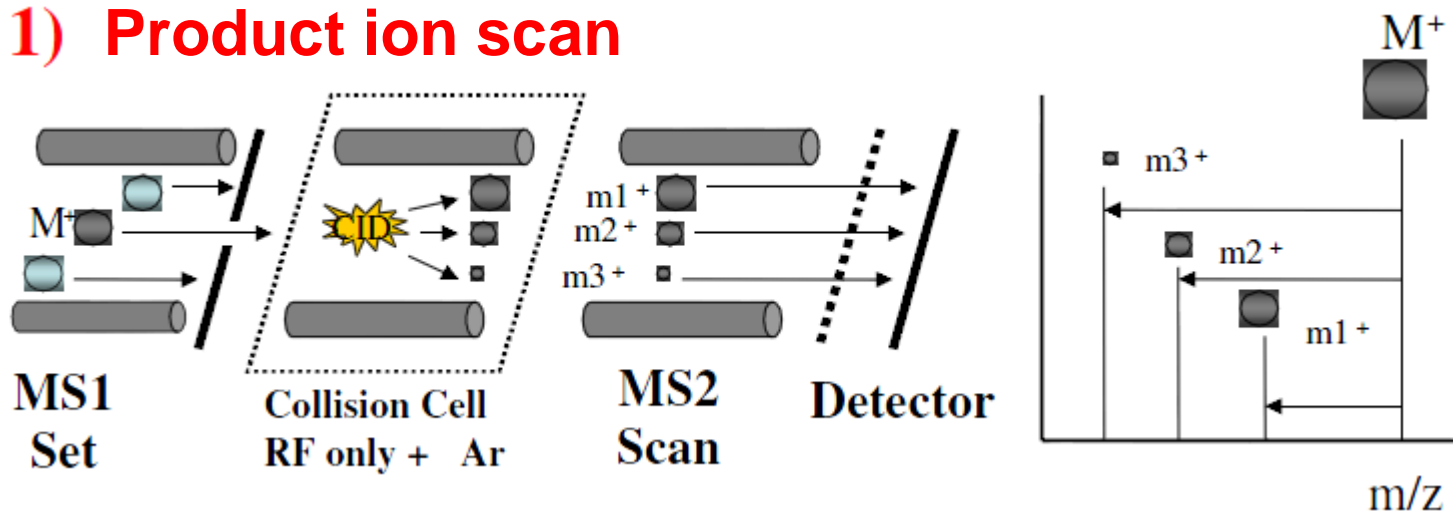 1) Product ion scan
M+
CID
m1 +
m2 +
m3 +
MS1
Set
Collision Cell
RF only + Ar
MS2
Scan
Detector
M+
m3 +
m2 +
m1 +
m/z